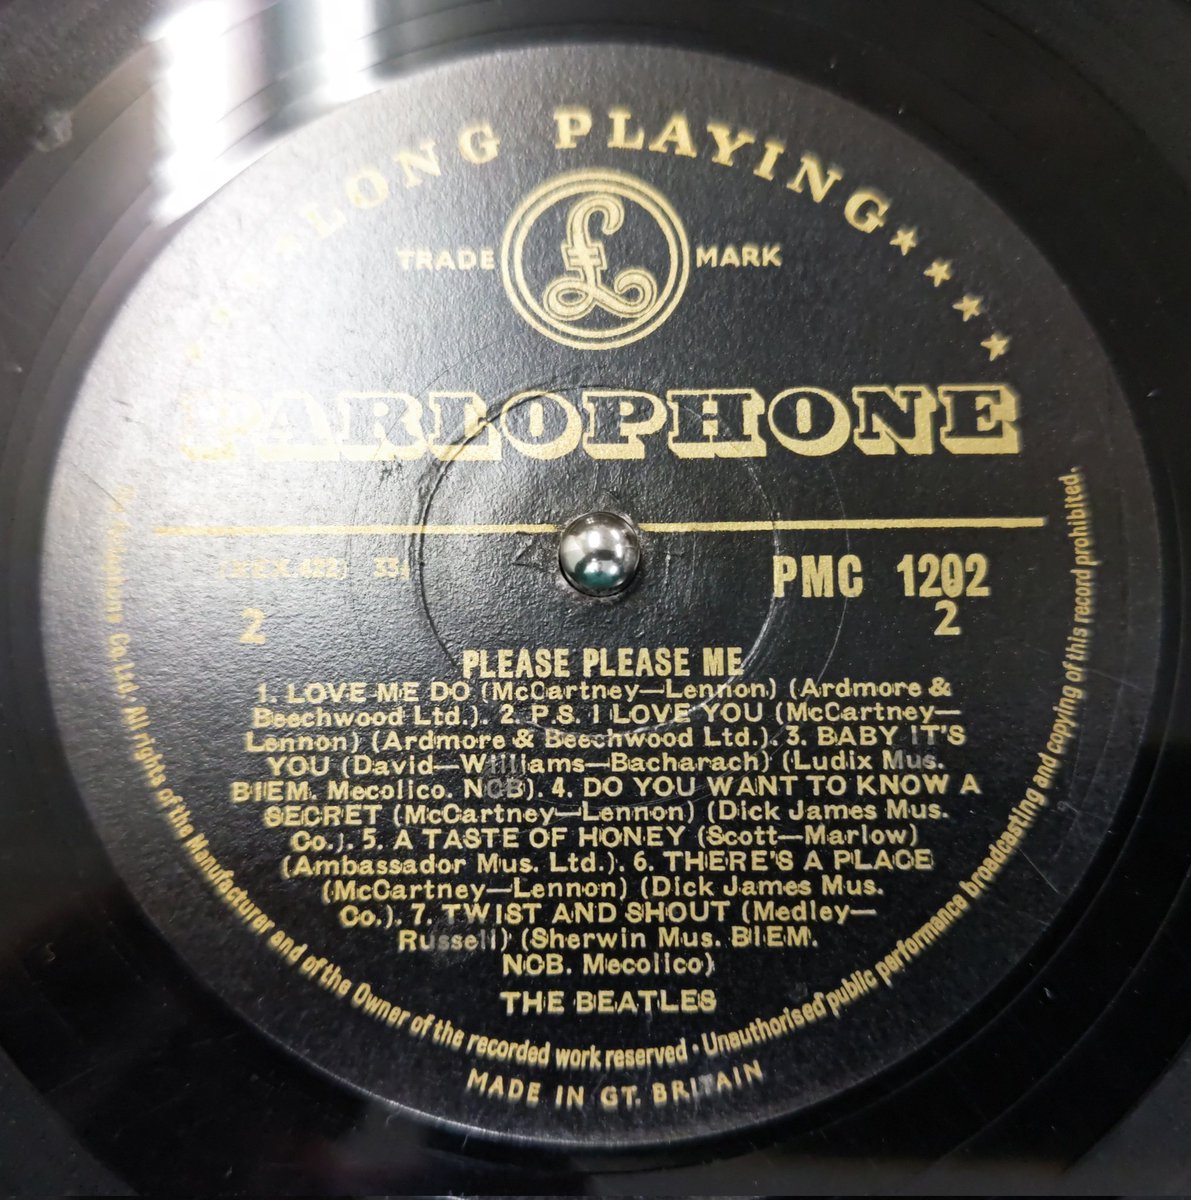 LONG PLAYING
TRADE MARK
£
PARLOPHONE
(XEX.422) 33⅓
PMC 1202
2
2
PLEASE PLEASE ME
1. LOVE ME DO (McCartney—Lennon) (Ardmore &
Beechwood Ltd.). 2. P.S. I LOVE YOU (McCartney—
Lennon) (Ardmore & Beechwood Ltd.). 3. BABY IT'S
YOU (David—Williams—Bacharach) (Ludix Mus.
BIEM. Mecolico. NCB). 4. DO YOU WANT TO KNOW A
SECRET (McCartney—Lennon) (Dick James Mus.
Co.). 5. A TASTE OF HONEY (Scott—Marlow)
(Ambassador Mus. Ltd.). 6. THERE'S A PLACE
(McCartney—Lennon) (Dick James Mus.
Co.). 7. TWIST AND SHOUT (Medley—
Russell) (Sherwin Mus. BIEM.
NCB. Mecolico)
THE BEATLES
Co. Ltd. All rights of the Manufacturer and of the Owner of the recorded work reserved · Unauthorised public performance broadcasting and copying of this record prohibited.
MADE IN GT. BRITAIN